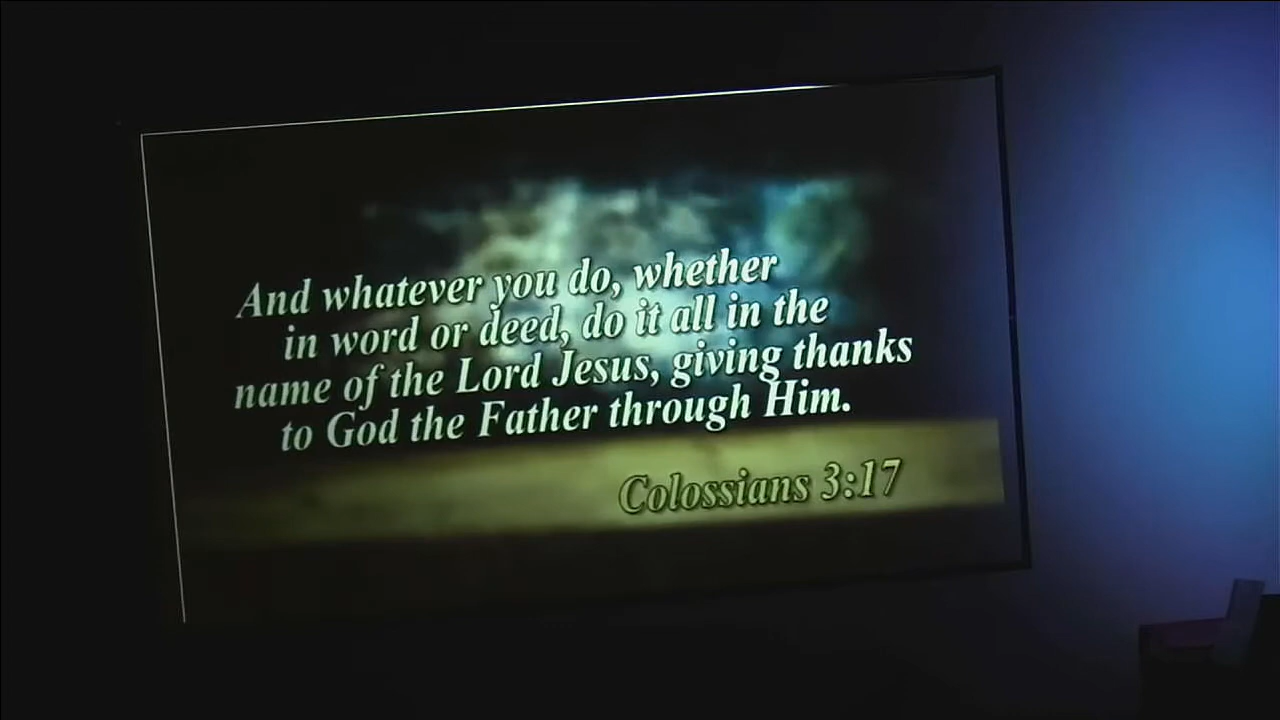 And whatever you do, whether
in word or deed, do it all in the
name of the Lord Jesus, giving thanks
to God the Father through Him.
Colossians 3:17